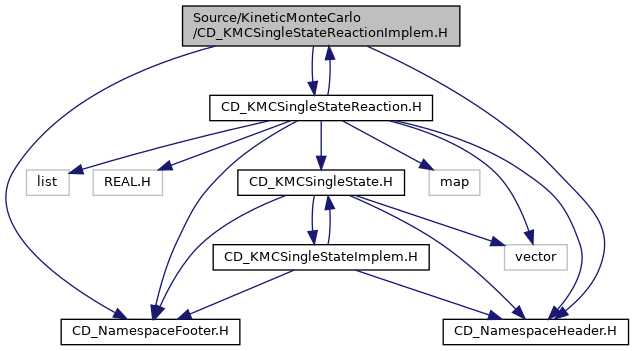 Source/KineticMonteCarlo
/CD_KMCSingleStateReactionImplem.H
CD_KMCSingleStateReaction.H
list
REAL.H
CD_KMCSingleState.H
map
CD_KMCSingleStateImplem.H
vector
CD_NamespaceFooter.H
CD_NamespaceHeader.H